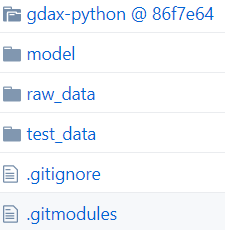 gdax-python @ 86f7e64
model
raw_data
test_data
.gitignore
.gitmodules